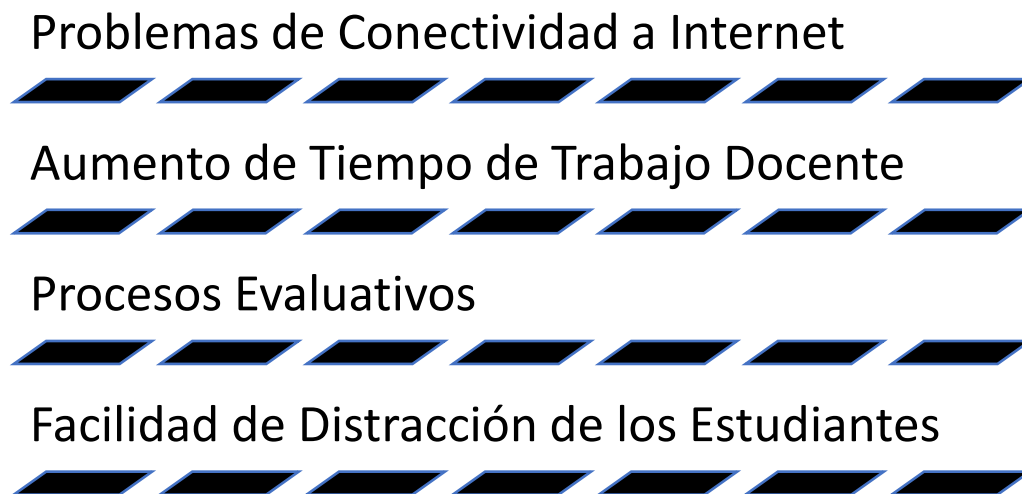 Problemas de Conectividad a Internet
Aumento de Tiempo de Trabajo Docente
Procesos Evaluativos
Facilidad de Distracción de los Estudiantes